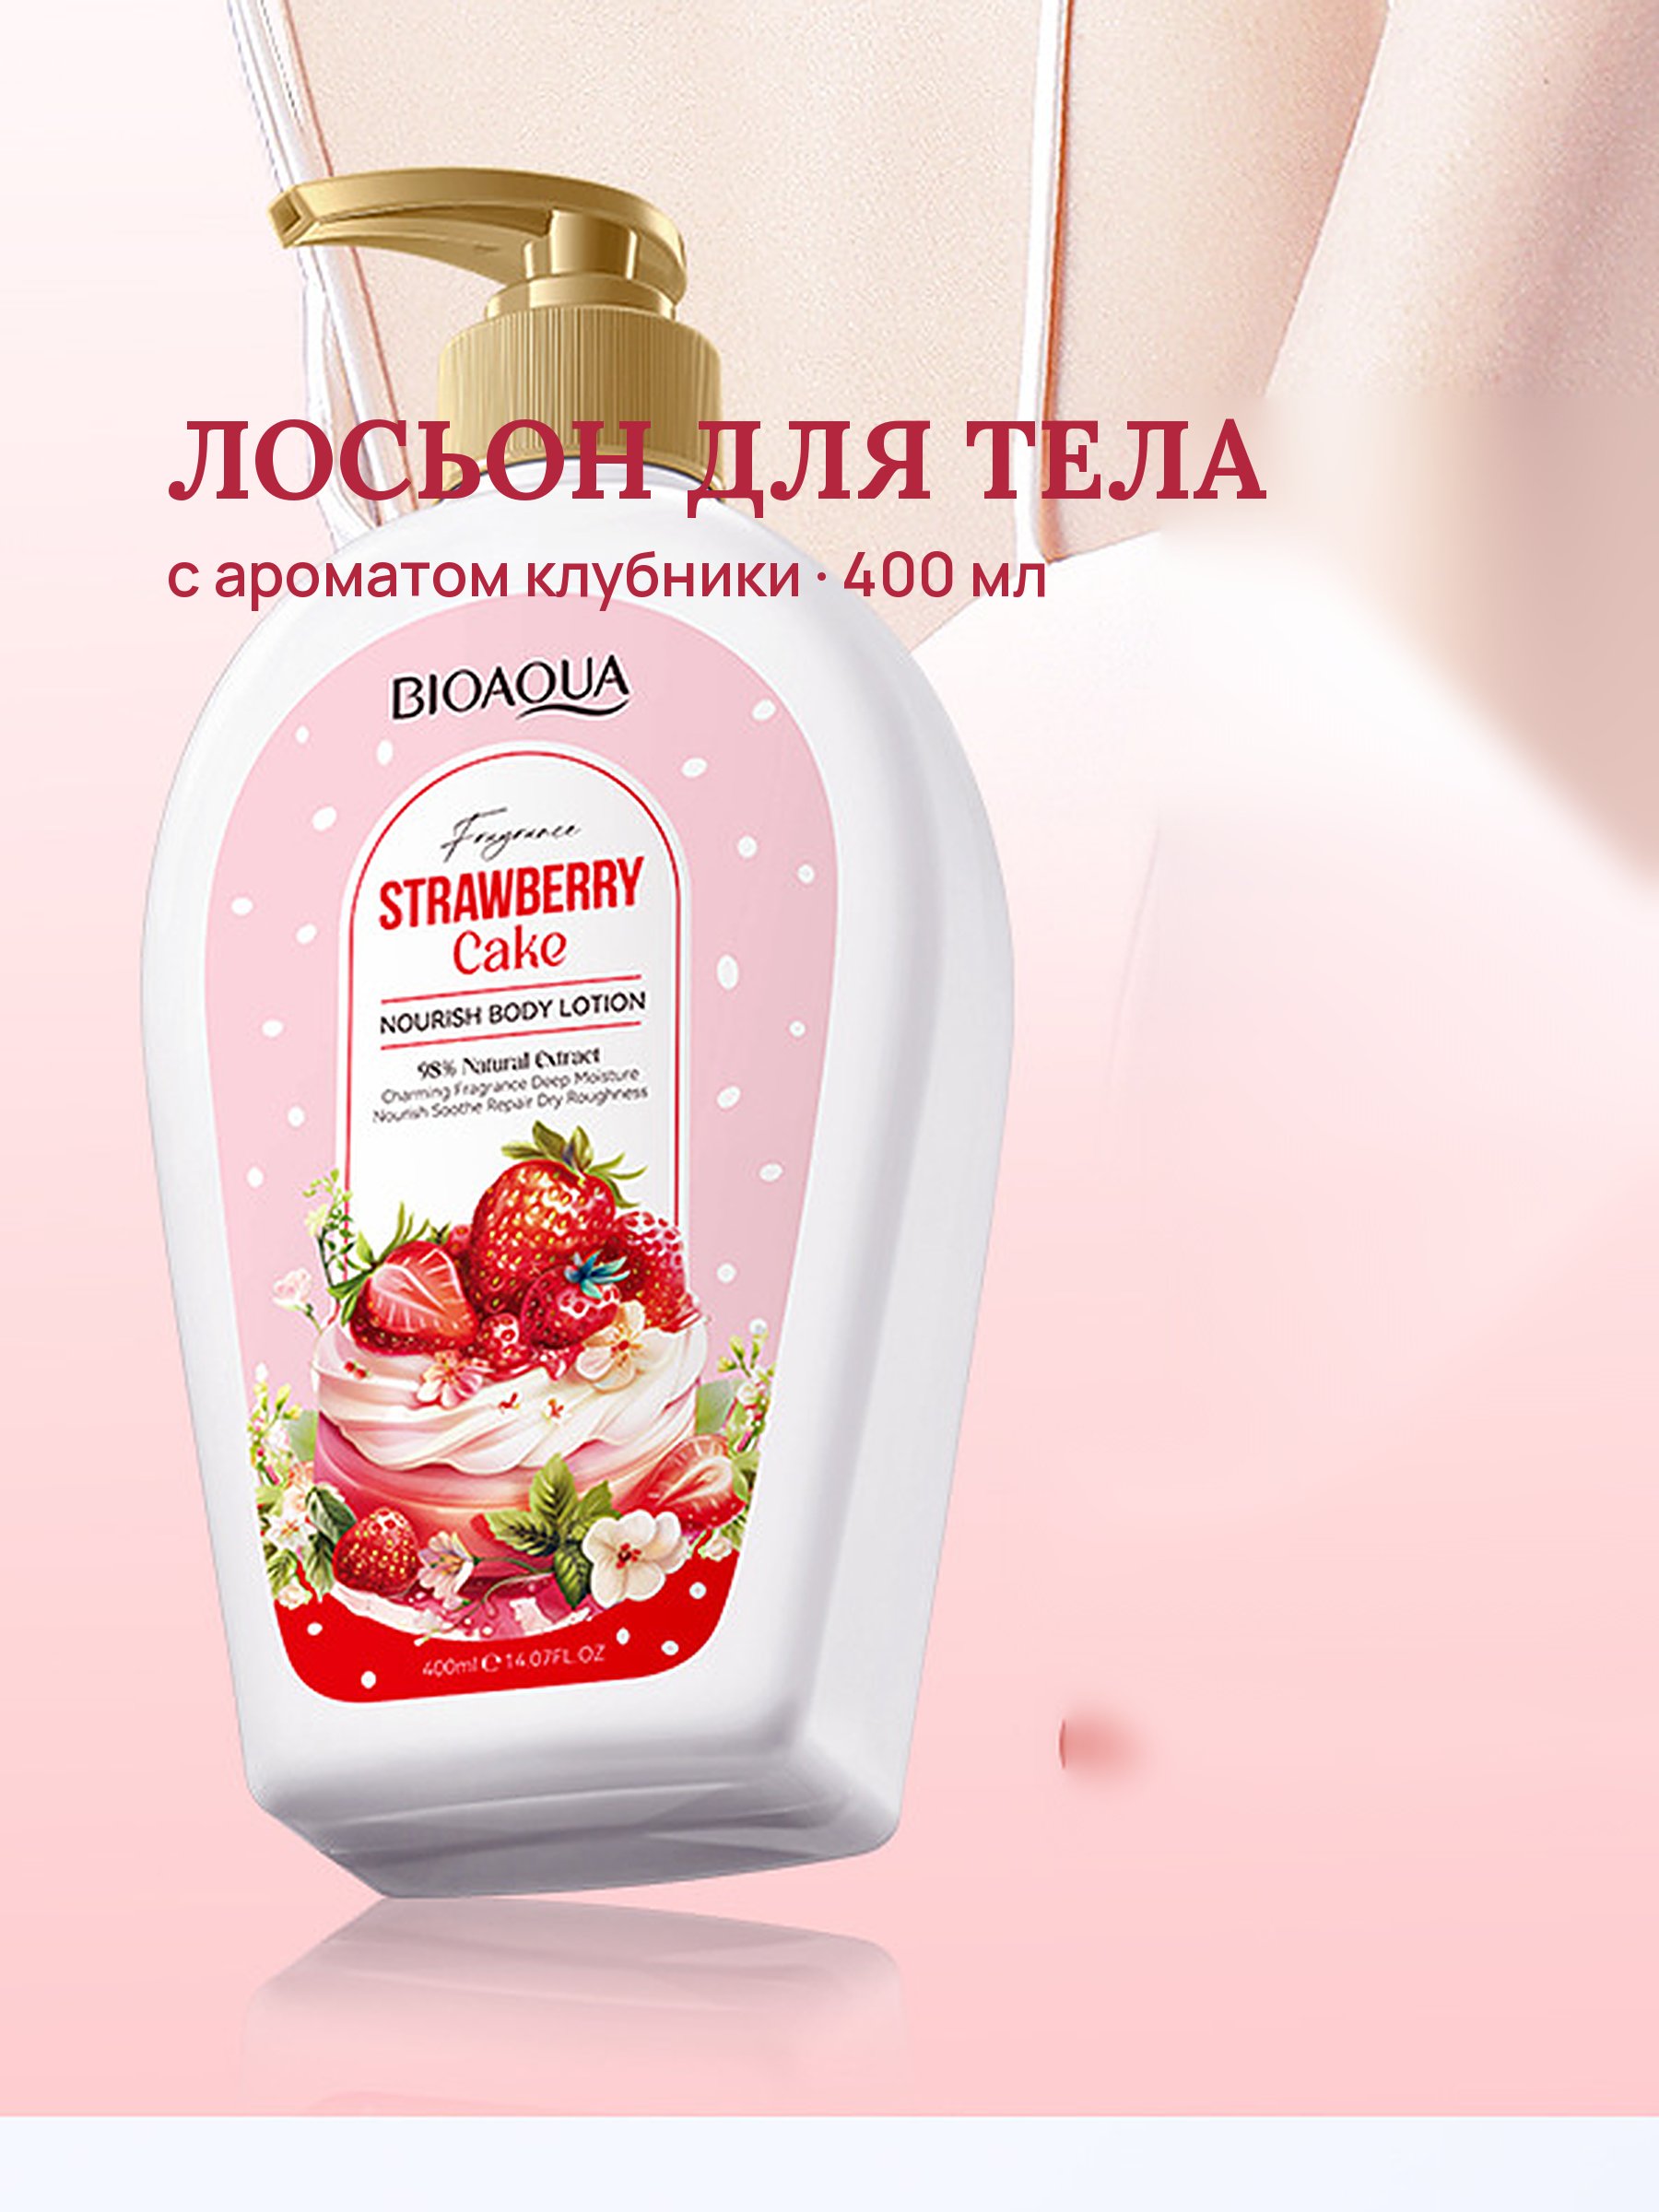 ЛОСЬОН ДЛЯ ТЕЛА
с ароматом клубники · 400 мл
BIOAQUA
Fragrance
STRAWBERRY
Cake
NOURISH BODY LOTION
98% Natural Extract
Charming Fragrance Deep Moisture
Nourish Soothe Repair Dry Roughness
400ml ℮ 14.07FL.OZ